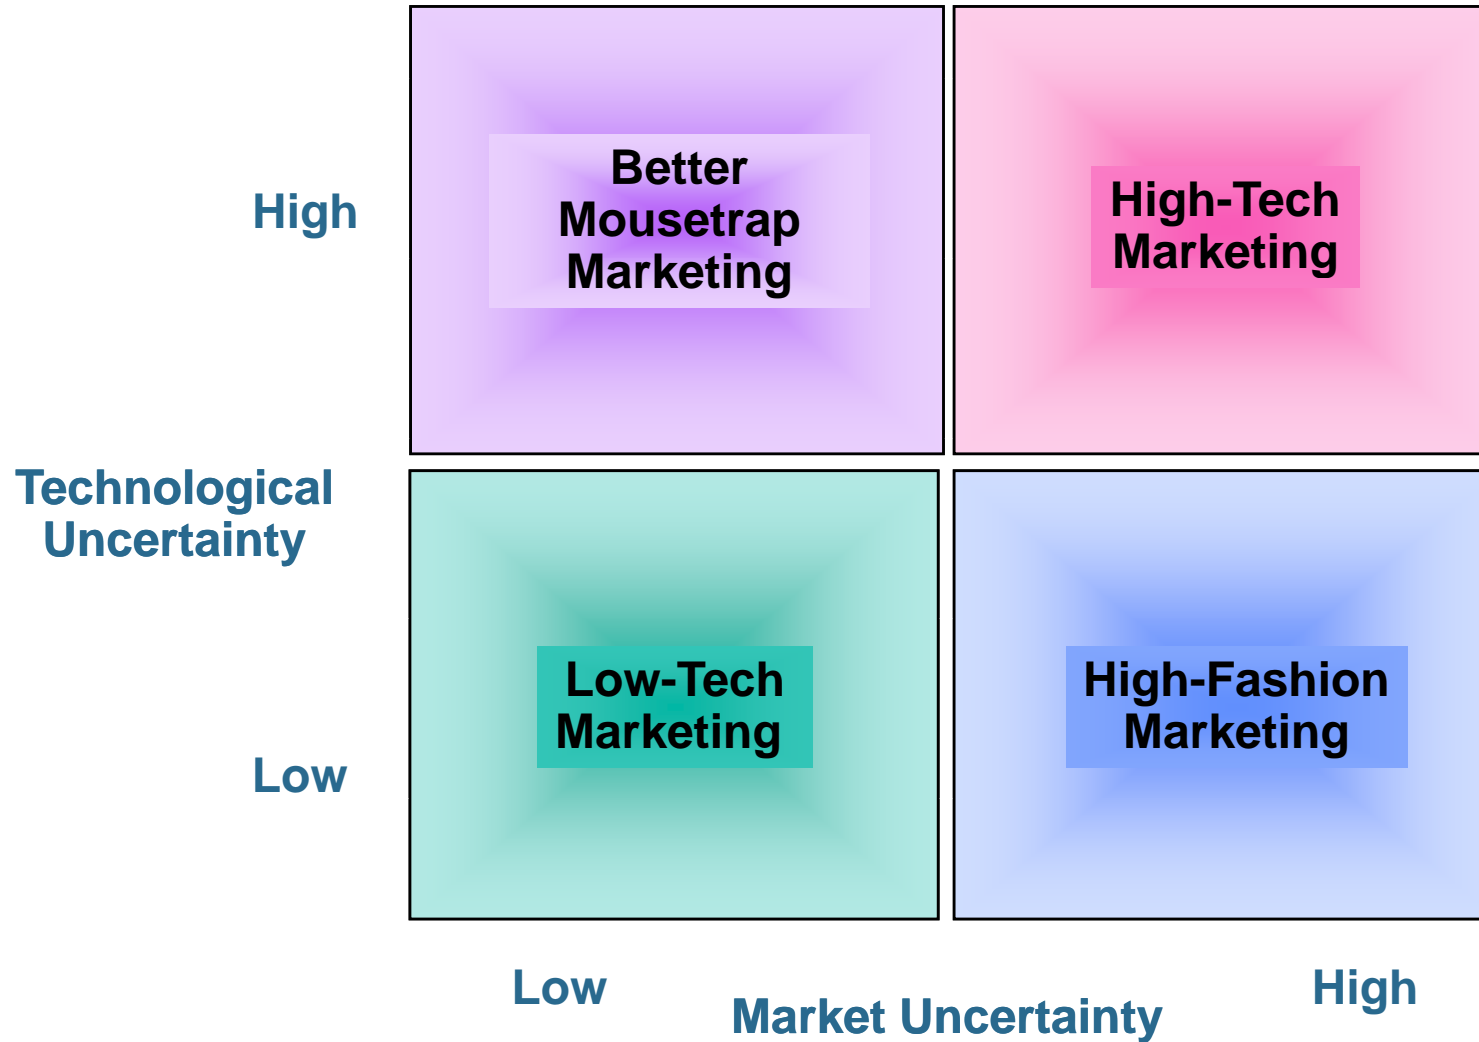 Better
Mousetrap
Marketing
High-Tech
Marketing
High
Technological
Uncertainty
Low-Tech
Marketing
High-Fashion
Marketing
Low
Low
High
Market Uncertainty